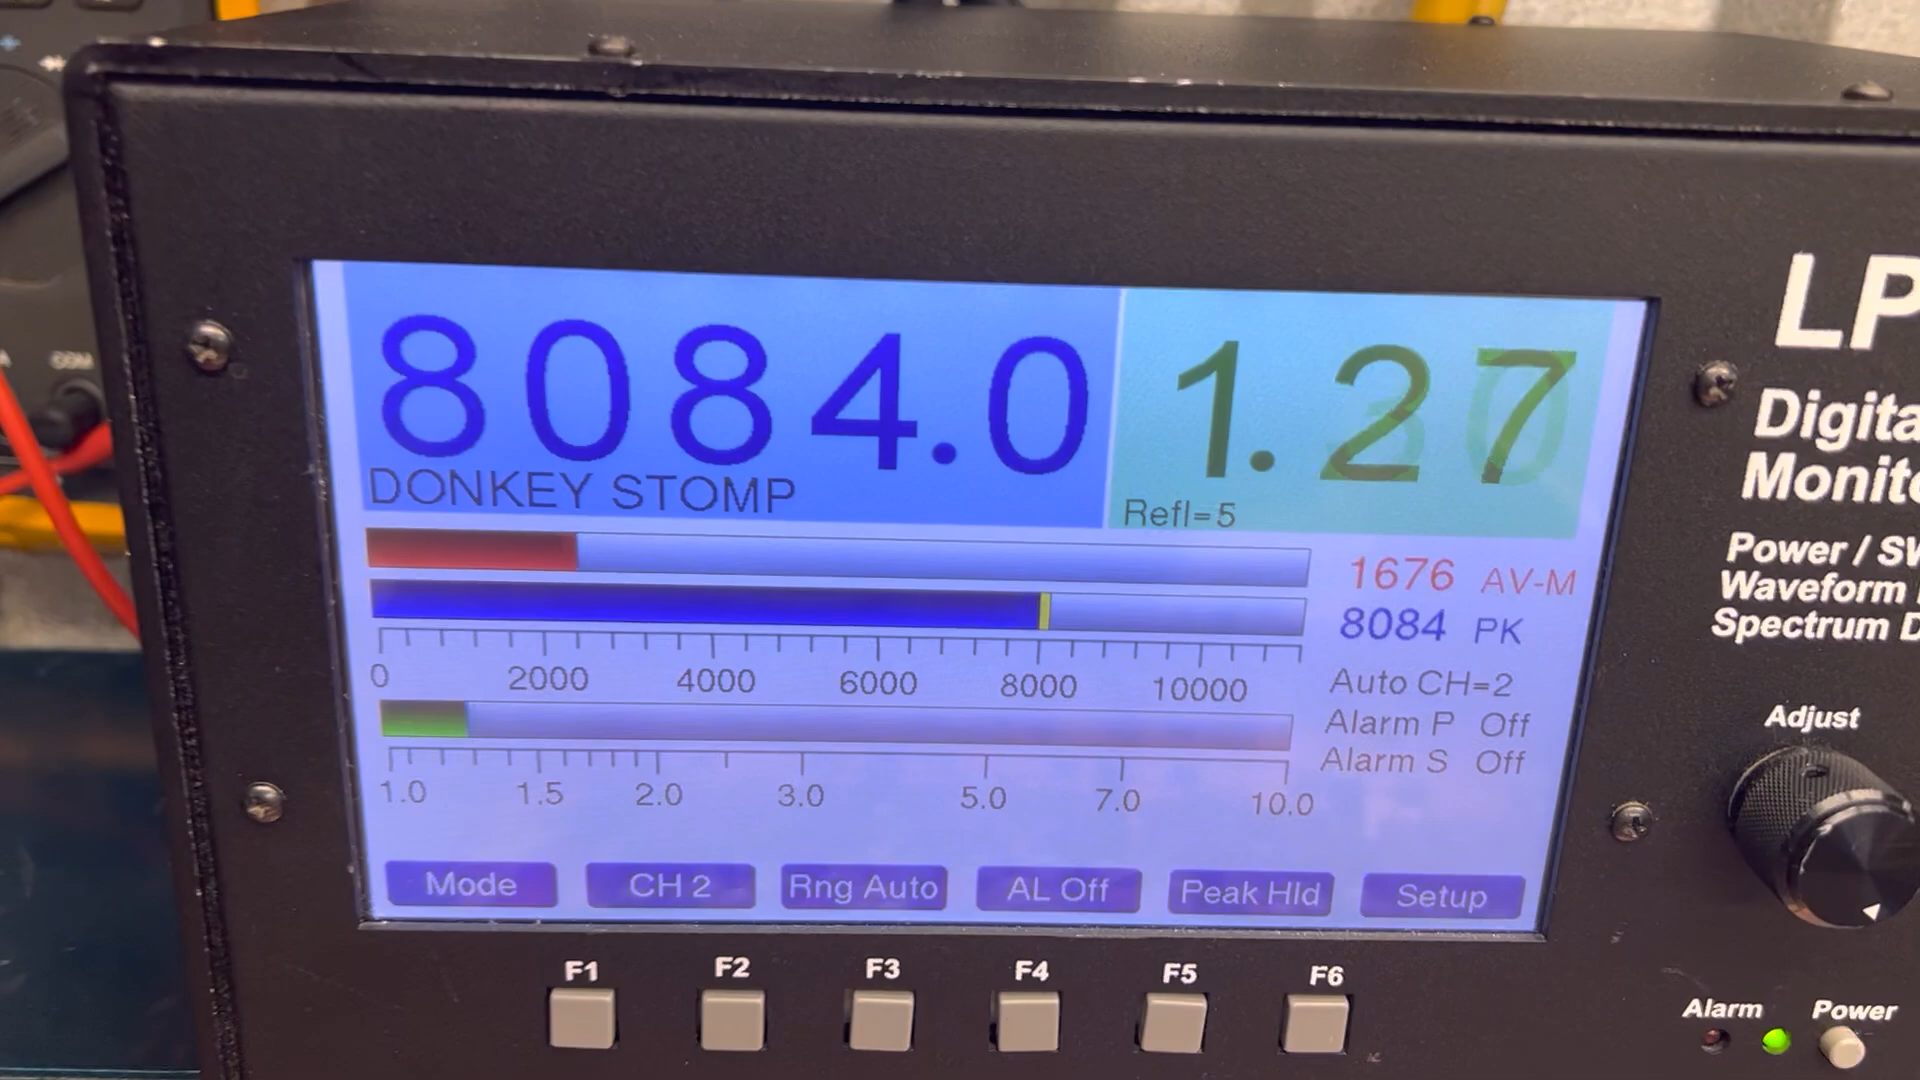 8084.0
DONKEY STOMP
1.27
Refl=5
1676 AV-M
8084 PK
0 2000 4000 6000 8000 10000
Auto CH=2
Alarm P Off
Alarm S Off
1.0 1.5 2.0 3.0 5.0 7.0 10.0
Mode CH 2 Rng Auto AL Off Peak Hld Setup
F1 F2 F3 F4 F5 F6
LP
Digita
Monito
Power / SW
Waveform
Spectrum D
Adjust
Alarm Power
COM